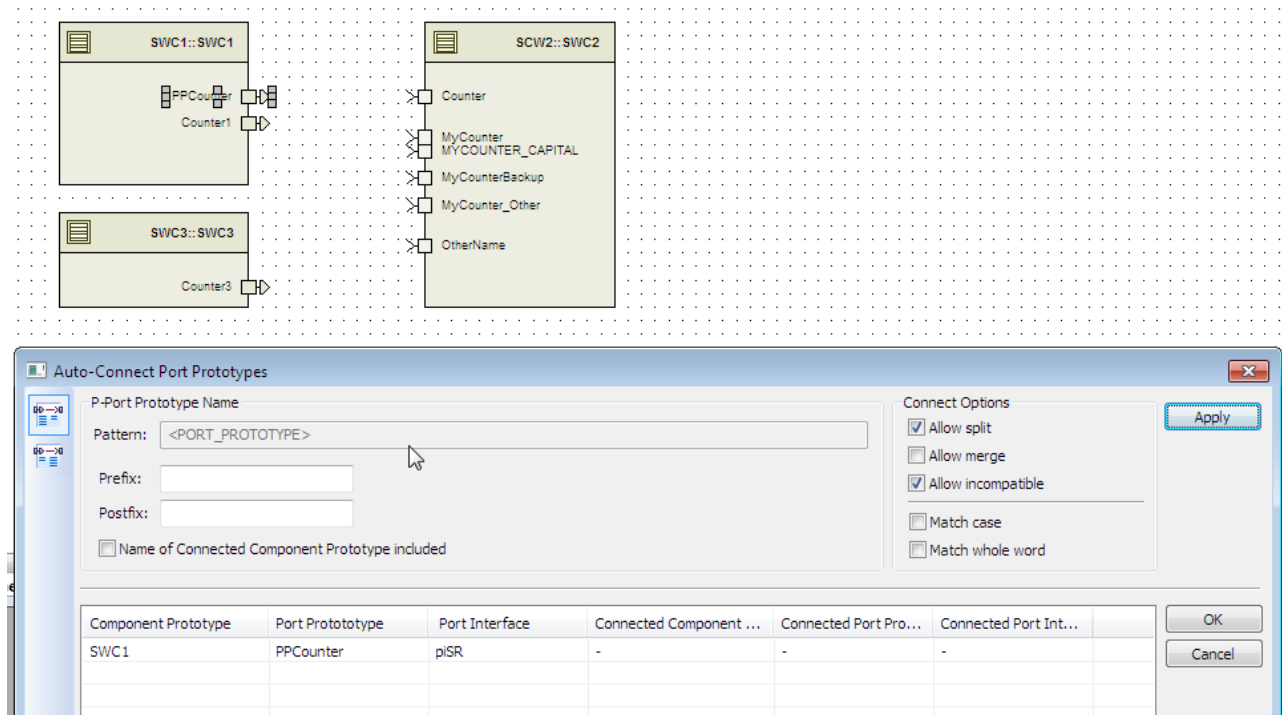 SWC1::SWC1
SCW2::SWC2
PPCounter
Counter1
Counter
MyCounter
MYCOUNTER_CAPITAL
MyCounterBackup
MyCounter_Other
OtherName
SWC3::SWC3
Counter3
Auto-Connect Port Prototypes
P-Port Prototype Name
Pattern: <PORT_PROTOTYPE>
Prefix:
Postfix:
Name of Connected Component Prototype included
Connect Options
Allow split
Allow merge
Allow incompatible
Match case
Match whole word
Apply
Component Prototype Port Protototype Port Interface Connected Component ... Connected Port Pro... Connected Port Int...
SWC1 PPCounter piSR - - -
OK
Cancel